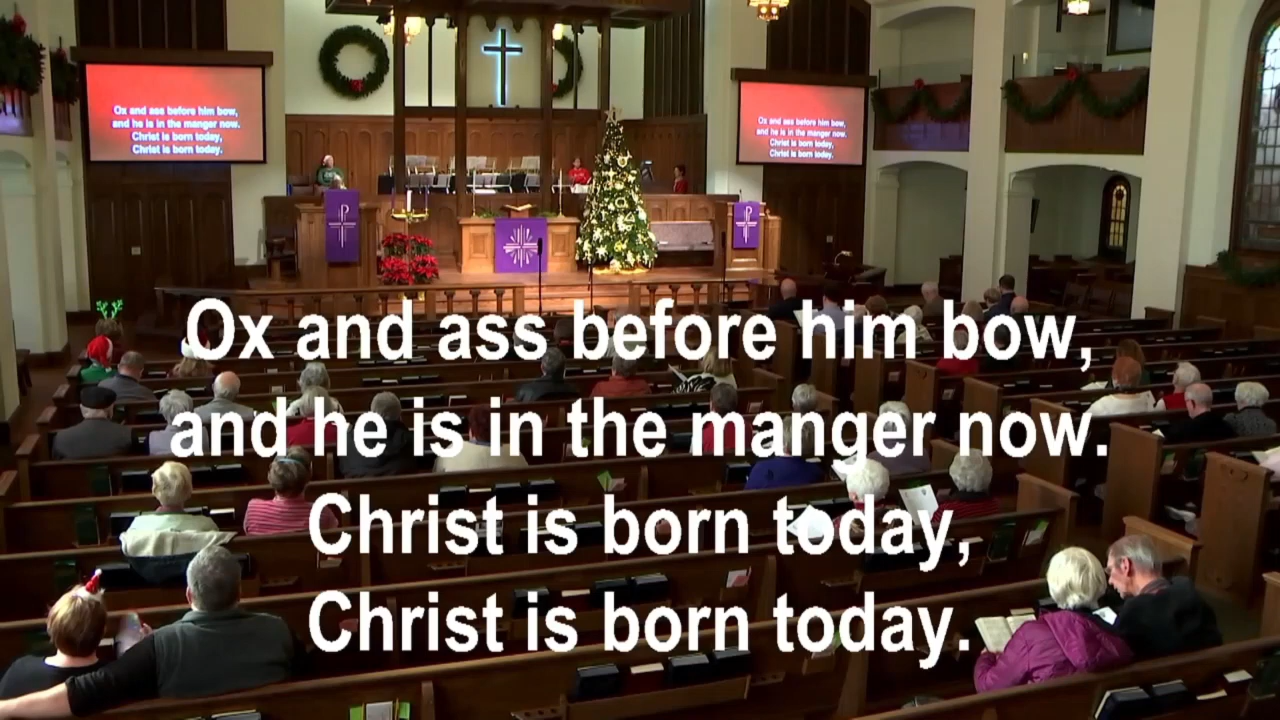 Ox and ass before him bow,
and he is in the manger now.
Christ is born today,
Christ is born today.
Ox and ass before him bow,
and he is in the manger now.
Christ is born today,
Christ is born today.
Ox and ass before him bow,
and he is in the manger now.
Christ is born today,
Christ is born today.